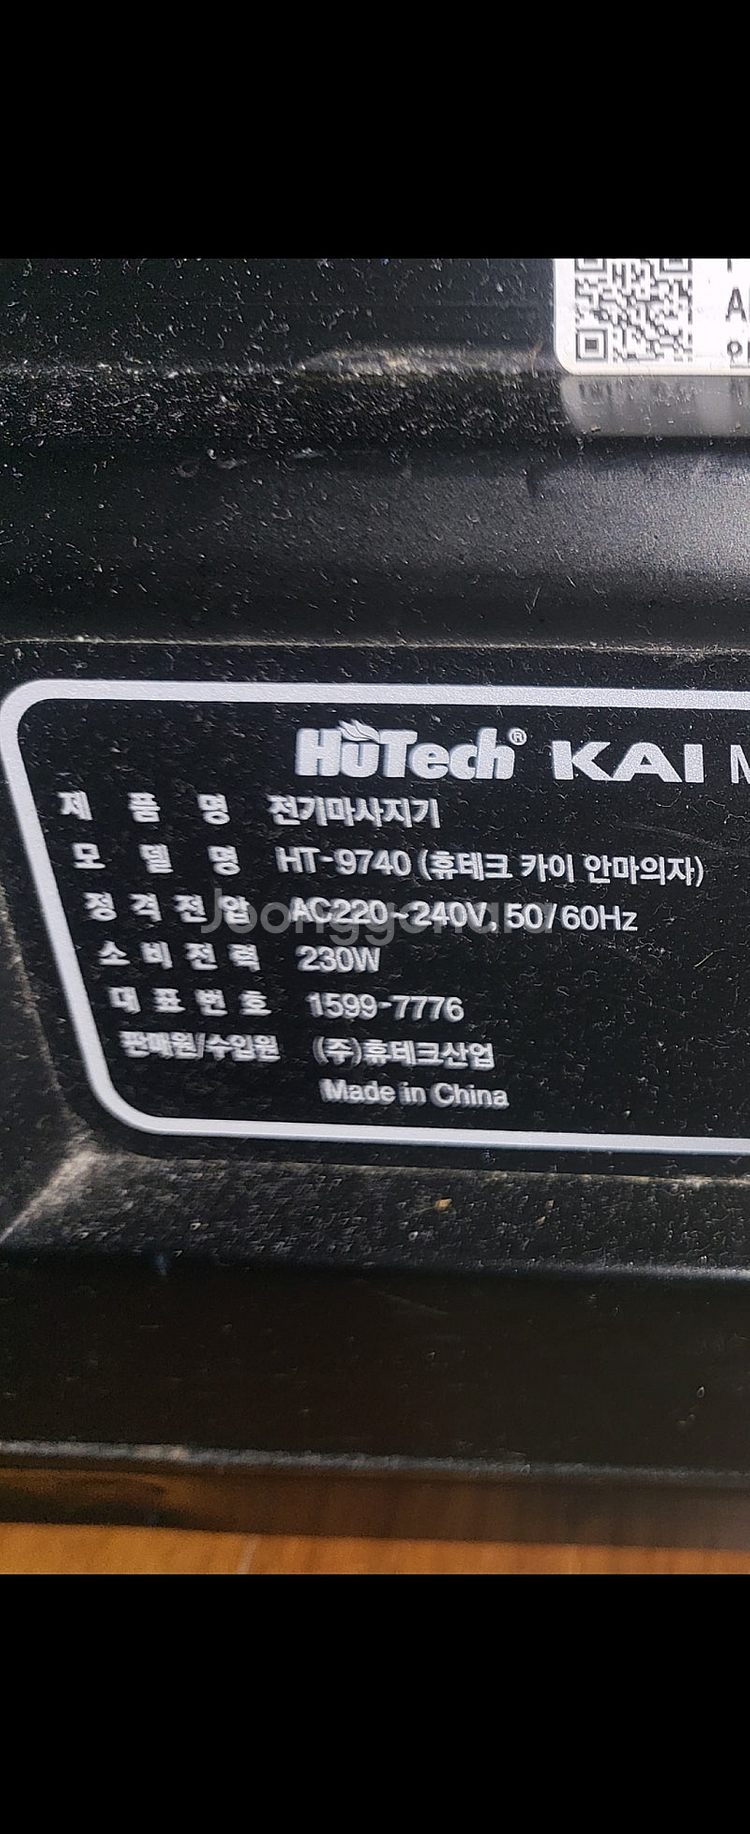 HuTech® KAI
제품명 전기마사지기
모델명 HT-9740 (휴테크 카이 안마의자)
정격전압 AC220~240V, 50/60Hz
소비전력 230W
대표번호 1599-7776
판매원/수입원 (주)휴테크산업
Made in China
Joonggonara